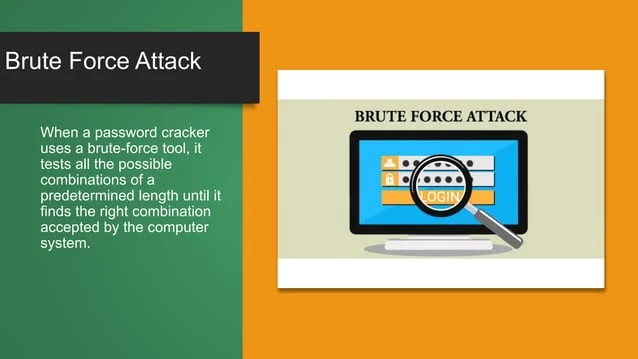 Brute Force Attack
When a password cracker
uses a brute-force tool, it
tests all the possible
combinations of a
predetermined length until it
finds the right combination
accepted by the computer
system.
BRUTE FORCE ATTACK
LOGIN